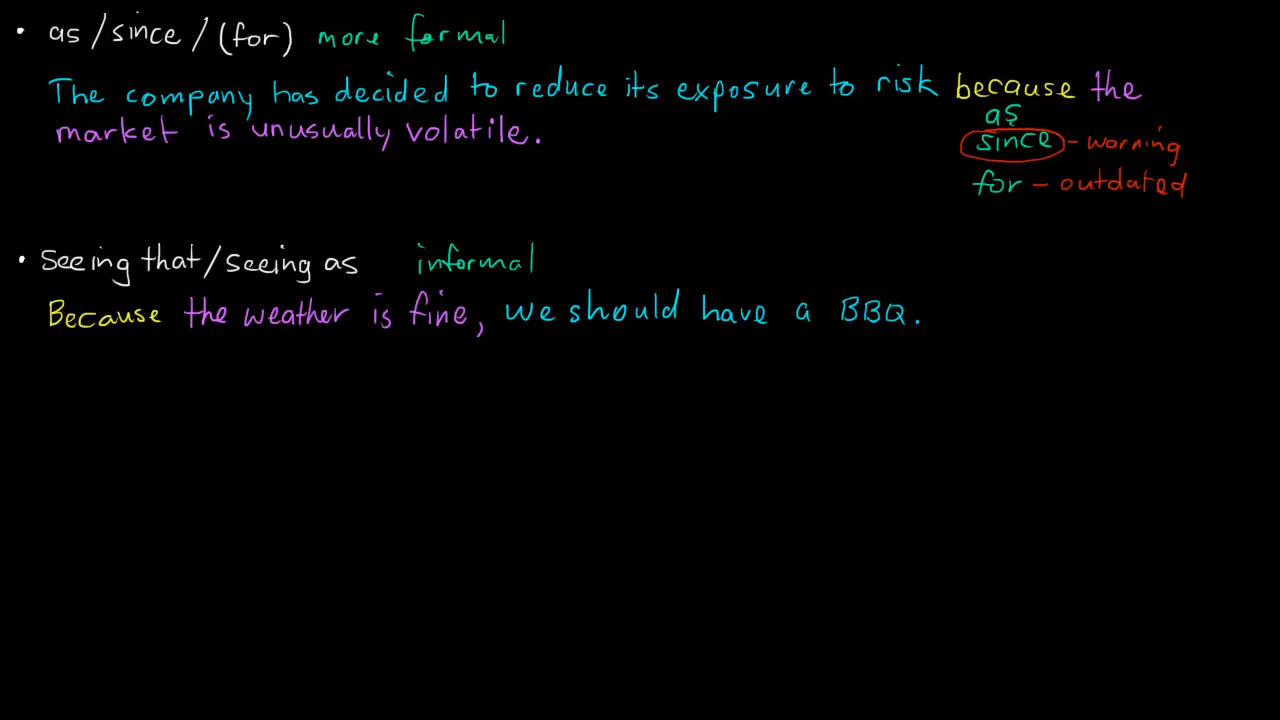 • as/since/(for) more formal
The company has decided to reduce its exposure to risk because the
as
market is unusually volatile.
since - warning
for - outdated
• Seeing that/seeing as informal
Because the weather is fine, we should have a BBQ.